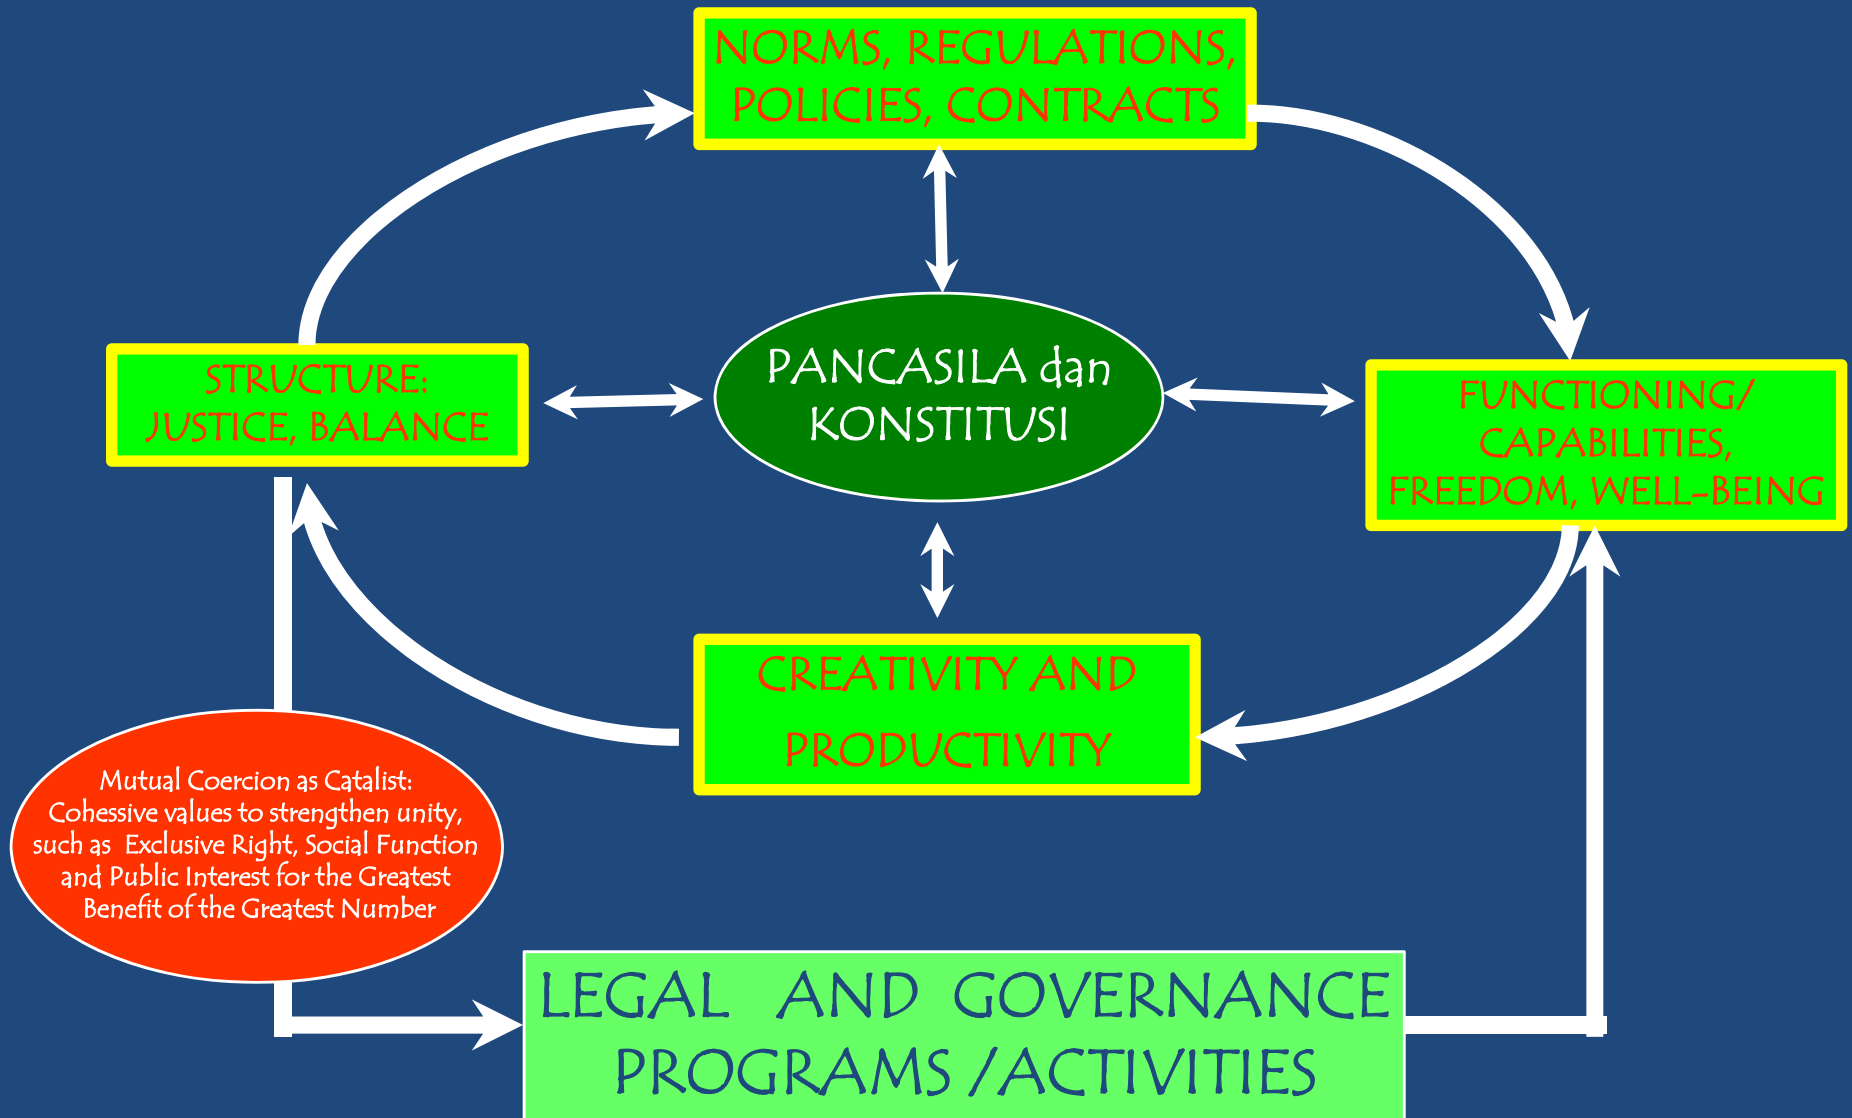 NORMS, REGULATIONS,
POLICIES, CONTRACTS
STRUCTURE:
JUSTICE, BALANCE
PANCASILA dan
KONSTITUSI
FUNCTIONING/
CAPABILITIES,
FREEDOM, WELL-BEING
CREATIVITY AND
PRODUCTIVITY
Mutual Coercion as Catalist:
Cohessive values to strengthen unity,
such as Exclusive Right, Social Function
and Public Interest for the Greatest
Benefit of the Greatest Number
LEGAL AND GOVERNANCE
PROGRAMS /ACTIVITIES